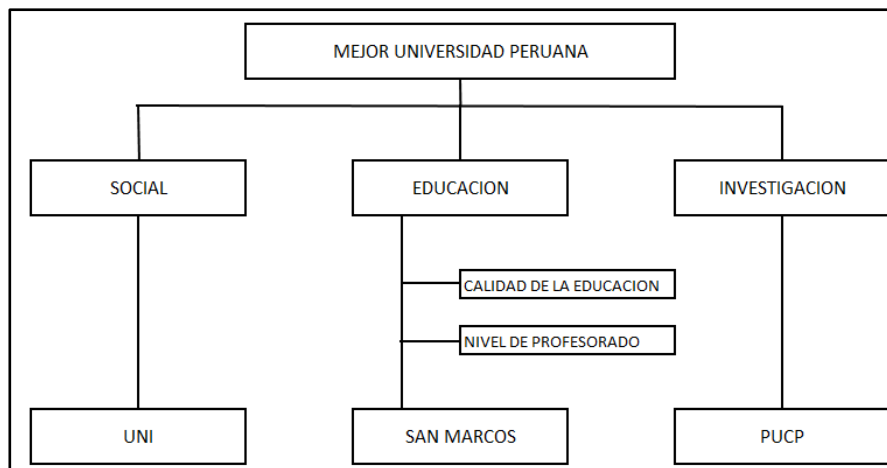 MEJOR UNIVERSIDAD PERUANA
SOCIAL
EDUCACION
INVESTIGACION
CALIDAD DE LA EDUCACION
NIVEL DE PROFESORADO
UNI
SAN MARCOS
PUCP